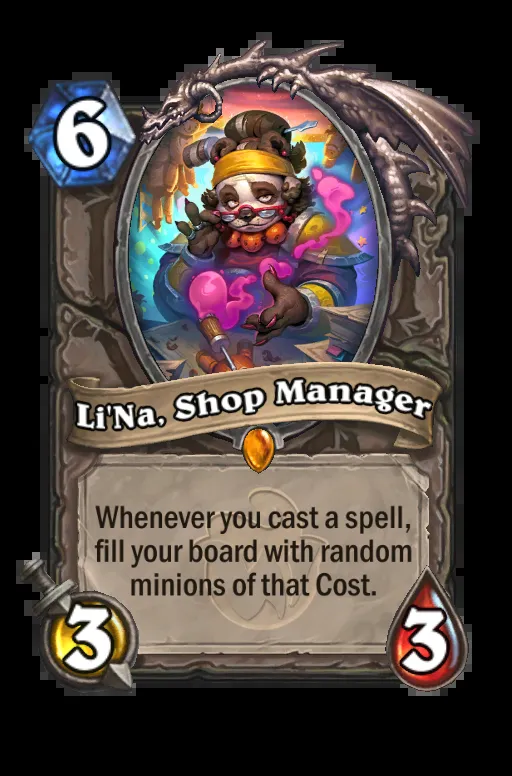 6
Li'Na, Shop Manager
Whenever you cast a spell,
fill your board with random
minions of that Cost.
3
3